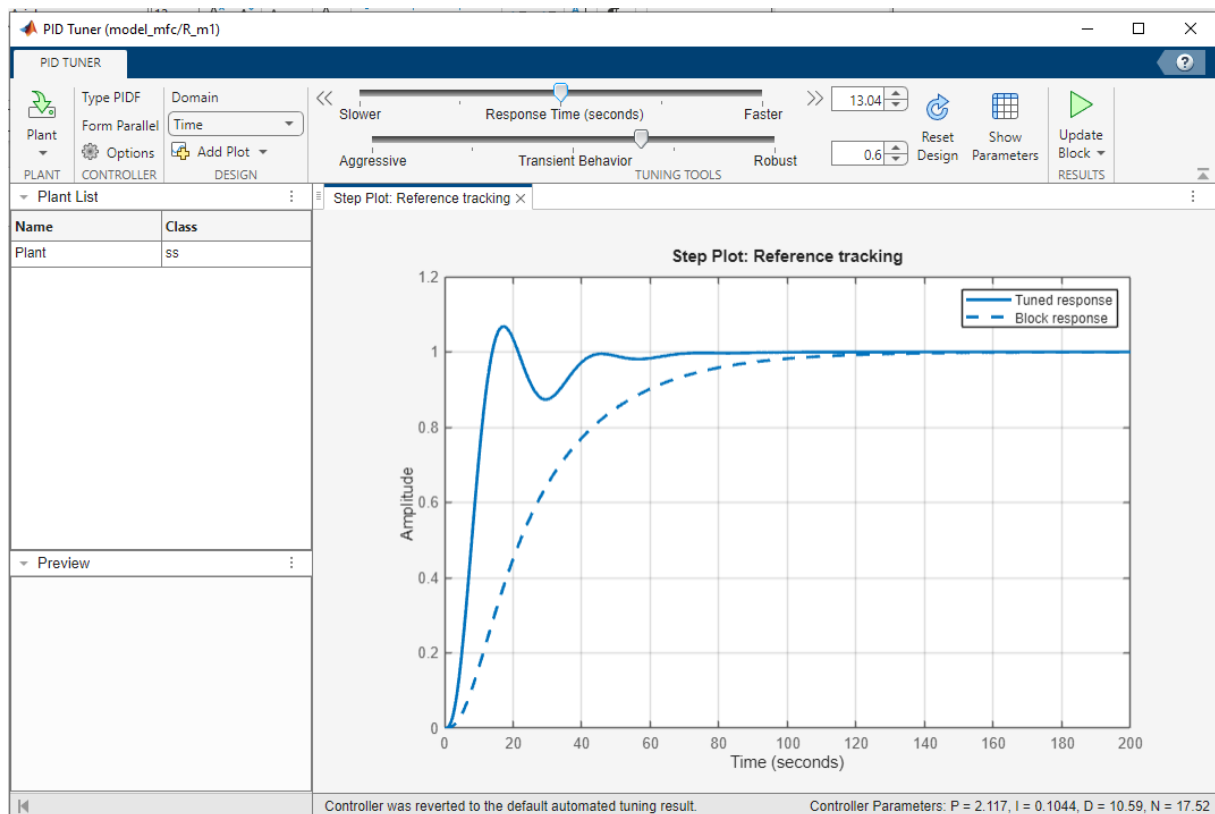 PID Tuner (model_mfc/R_m1)
PID TUNER
?
Plant
PLANT
Type PIDF
Form Parallel
Options
CONTROLLER
Domain
Time
Add Plot
DESIGN
Slower Response Time (seconds) Faster
13.04
Aggressive Transient Behavior Robust
0.6
TUNING TOOLS
Reset
Design
Show
Parameters
Update
Block
RESULTS
Plant List
Name Class
Plant ss
Preview
Step Plot: Reference tracking
Step Plot: Reference tracking
Tuned response
Block response
Amplitude
1.2
1
0.8
0.6
0.4
0.2
0
0 20 40 60 80 100 120 140 160 180 200
Time (seconds)
Controller was reverted to the default automated tuning result. Controller Parameters: P = 2.117, I = 0.1044, D = 10.59, N = 17.52